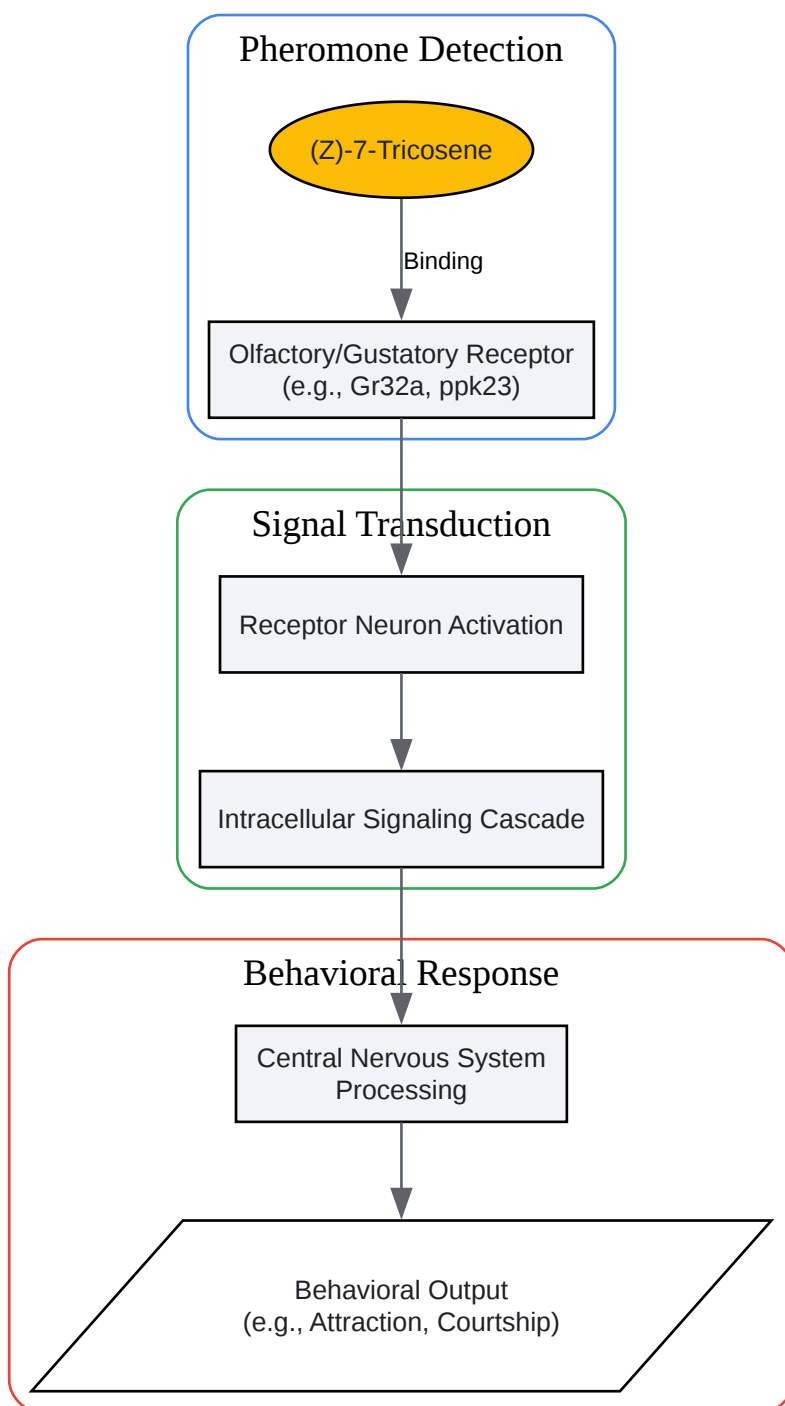 Pheromone Detection
(Z)-7-Tricosene
Binding
Olfactory/Gustatory Receptor
(e.g., Gr32a, ppk23)
Signal Transduction
Receptor Neuron Activation
Intracellular Signaling Cascade
Behavioral Response
Central Nervous System
Processing
Behavioral Output
(e.g., Attraction, Courtship)